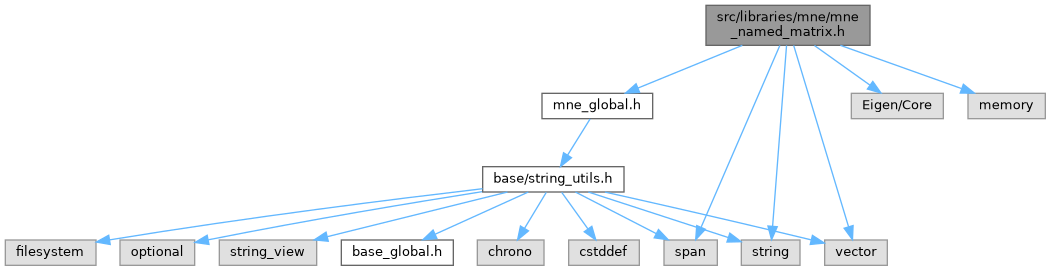 src/libraries/mne/mne
_named_matrix.h
mne_global.h
Eigen/Core
memory
base/string_utils.h
filesystem
optional
string_view
base_global.h
chrono
cstddef
span
string
vector